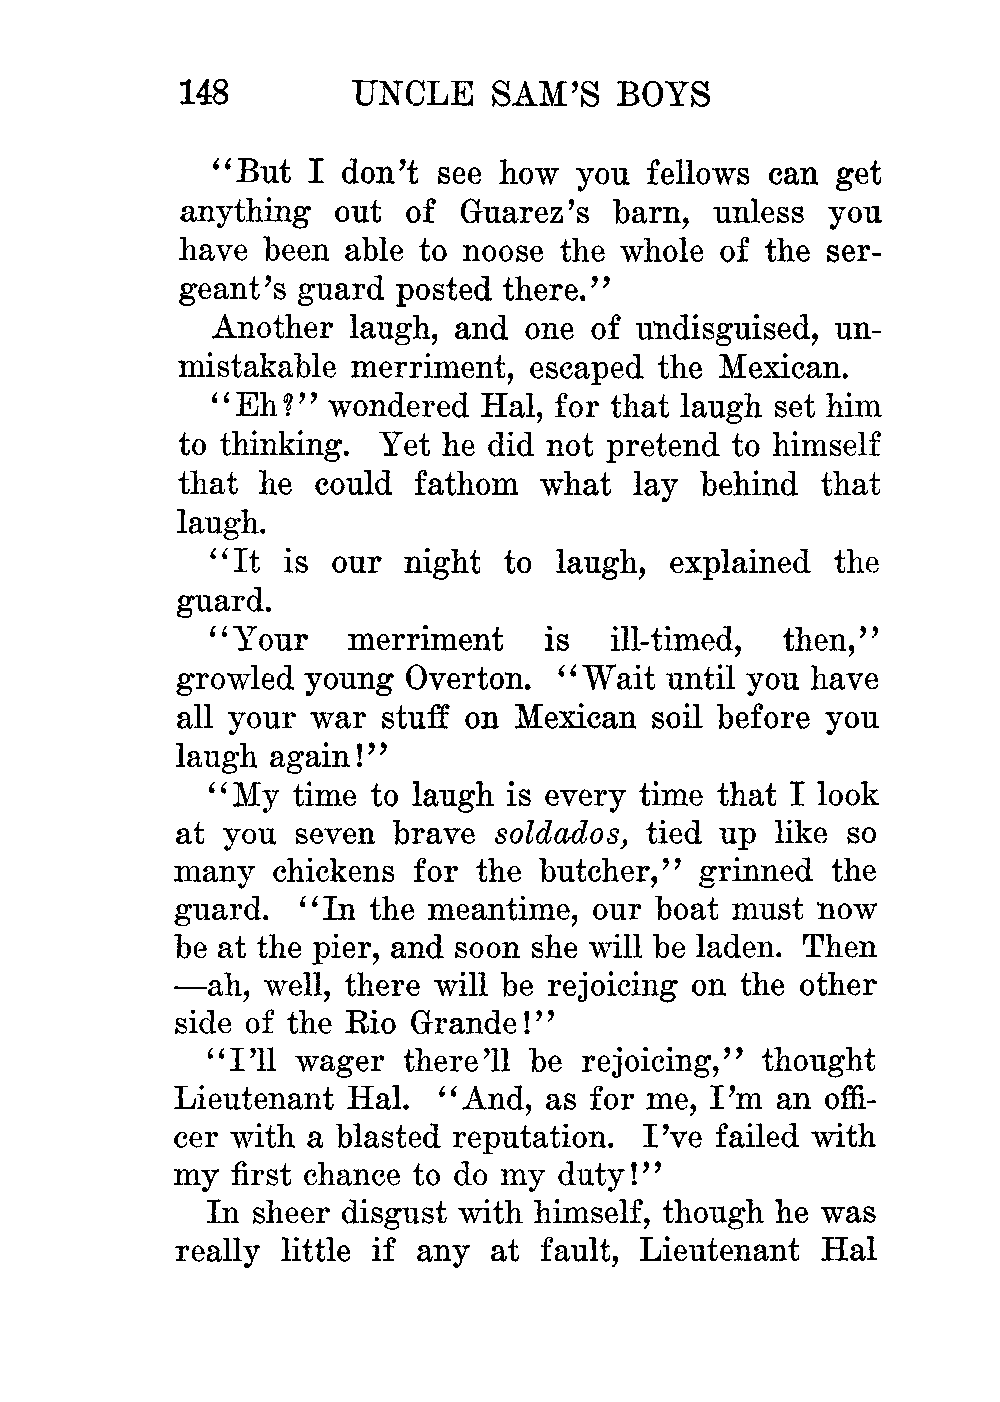 148 UNCLE SAM'S BOYS
"But I don't see how you fellows can get
anything out of Guarez's barn, unless you
have been able to noose the whole of the ser-
geant's guard posted there."
Another laugh, and one of undisguised, un-
mistakable merriment, escaped the Mexican.
"Eh?" wondered Hal, for that laugh set him
to thinking. Yet he did not pretend to himself
that he could fathom what lay behind that
laugh.
"It is our night to laugh, explained the
guard.
"Your merriment is ill-timed, then,"
growled young Overton. "Wait until you have
all your war stuff on Mexican soil before you
laugh again!"
"My time to laugh is every time that I look
at you seven brave soldados, tied up like so
many chickens for the butcher," grinned the
guard. "In the meantime, our boat must now
be at the pier, and soon she will be laden. Then
—ah, well, there will be rejoicing on the other
side of the Rio Grande!"
"I'll wager there'll be rejoicing," thought
Lieutenant Hal. "And, as for me, I'm an offi-
cer with a blasted reputation. I've failed with
my first chance to do my duty!"
In sheer disgust with himself, though he was
really little if any at fault, Lieutenant Hal